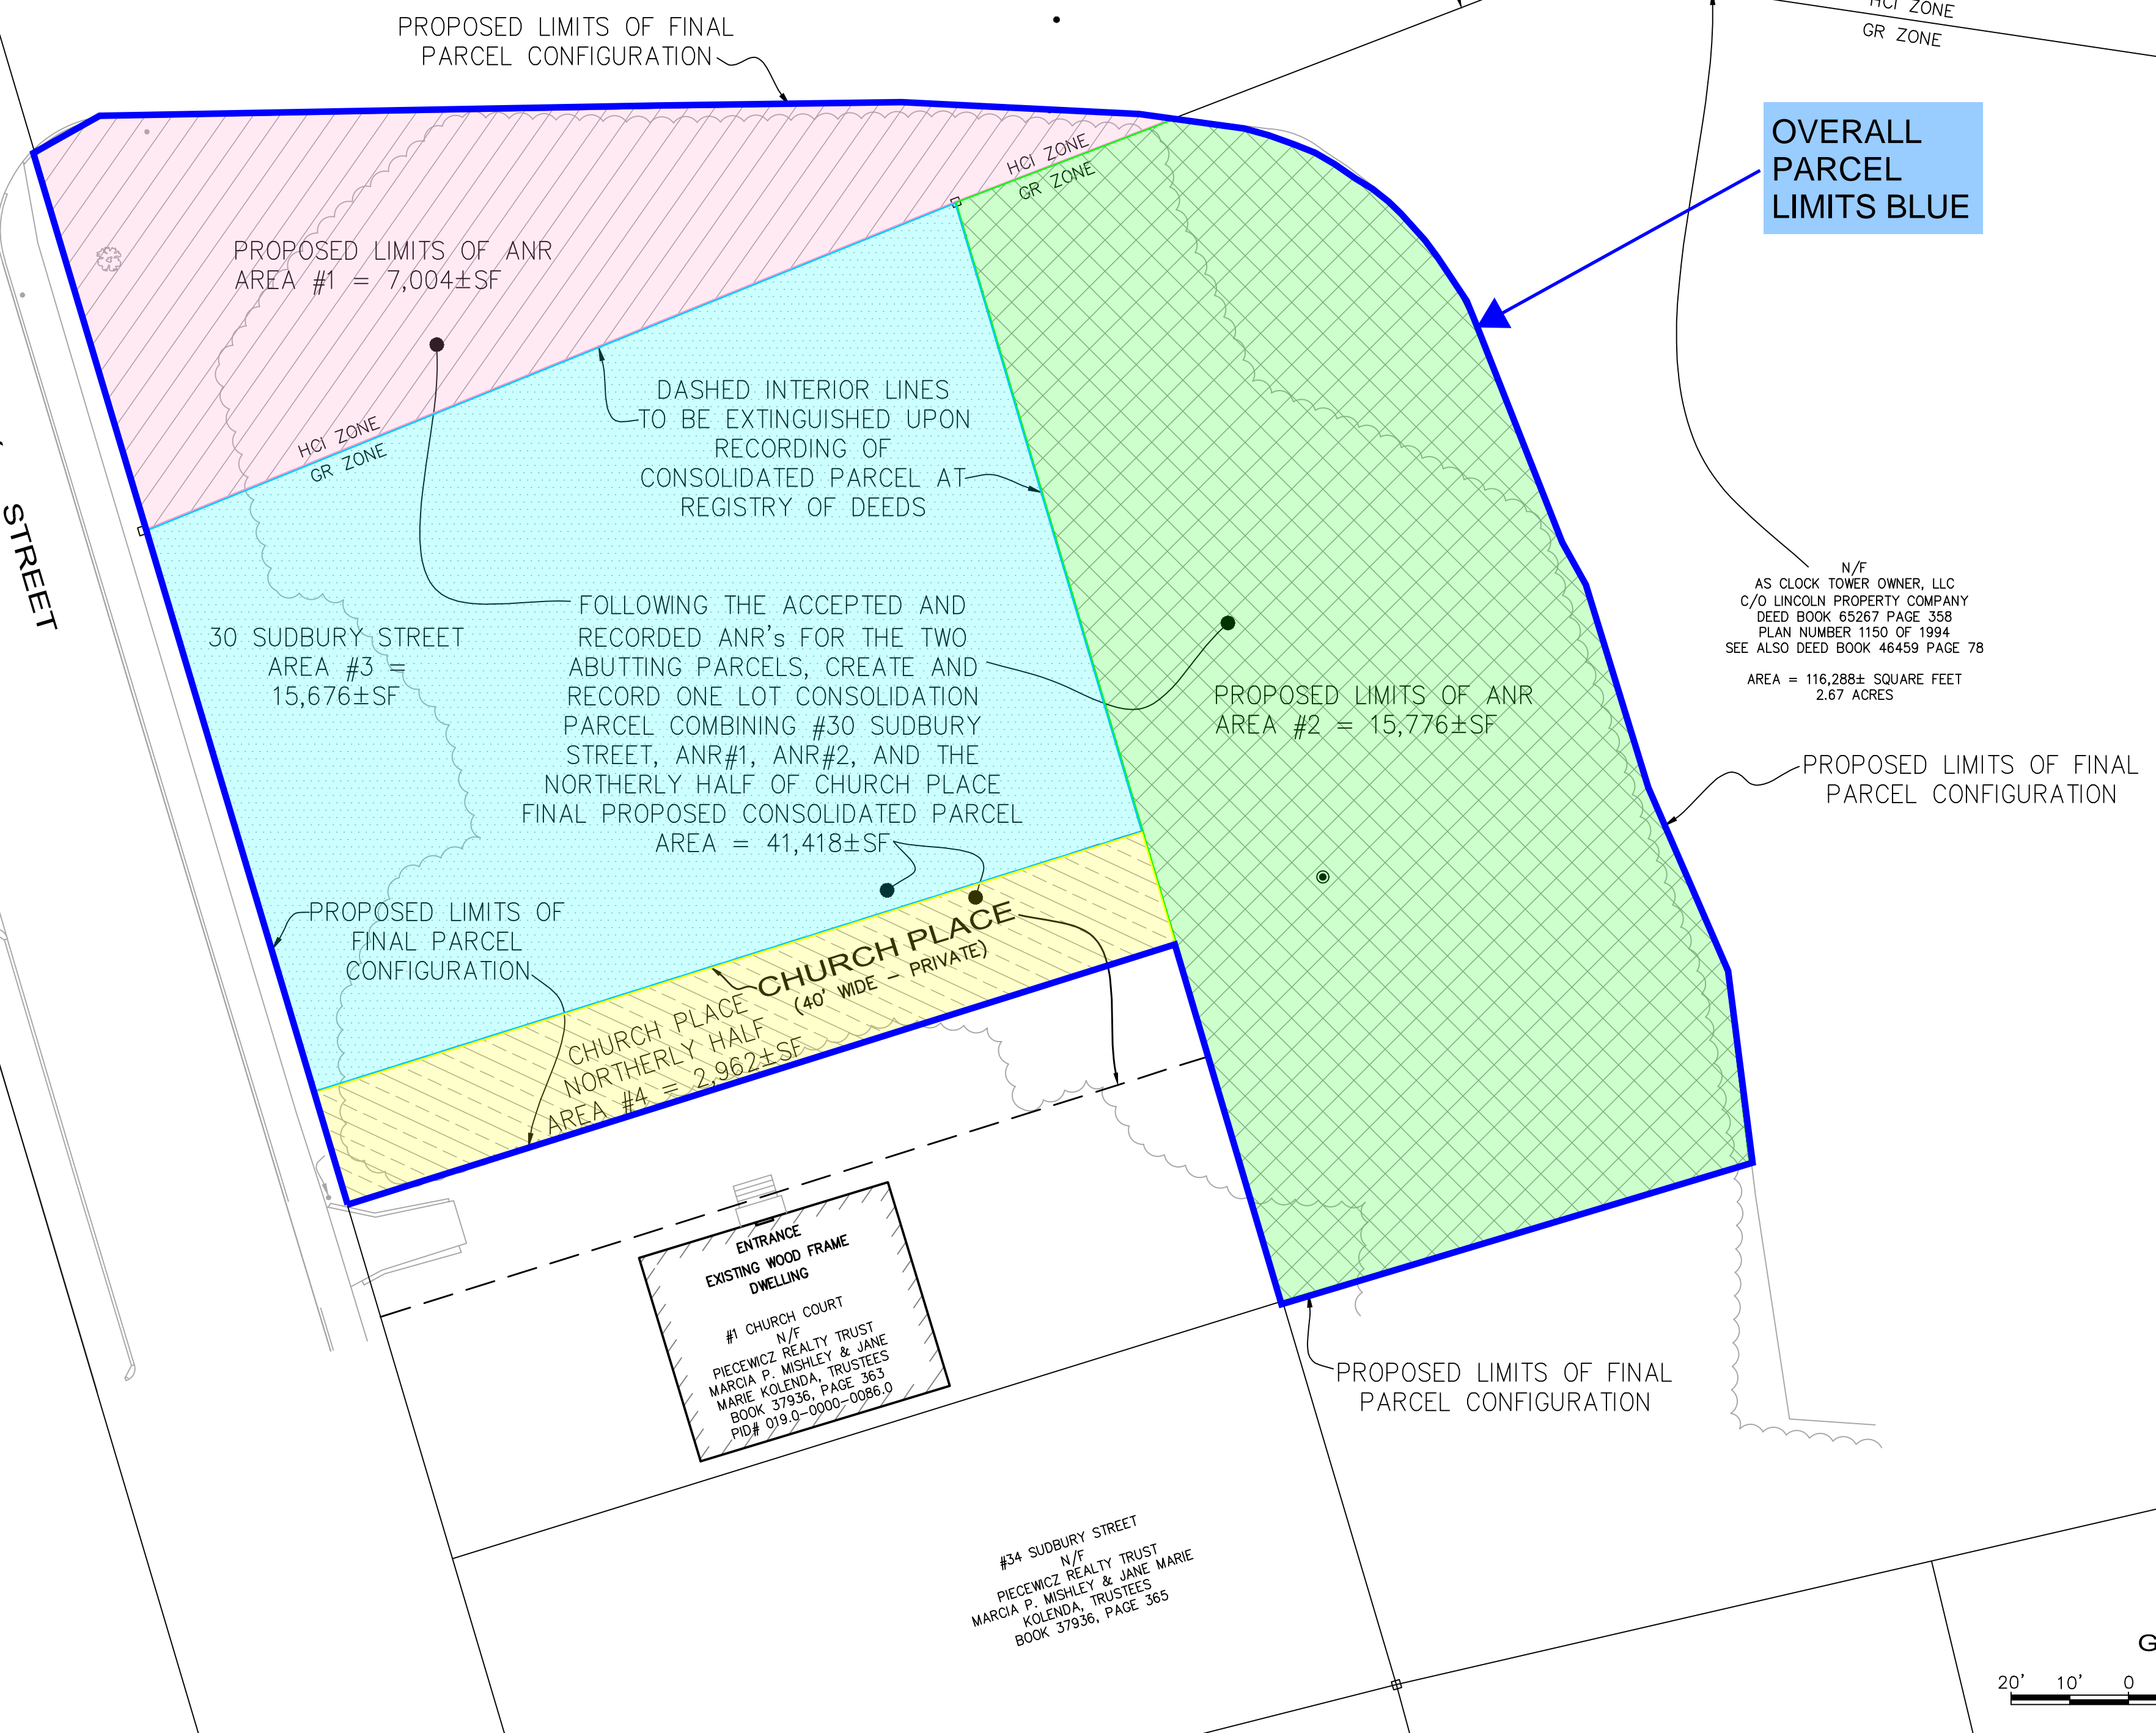 PROPOSED LIMITS OF FINAL
PARCEL CONFIGURATION
HCI ZONE
GR ZONE
OVERALL
PARCEL
LIMITS BLUE
HCI ZONE
GR ZONE
PROPOSED LIMITS OF ANR
AREA #1 = 7,004±SF
DASHED INTERIOR LINES
TO BE EXTINGUISHED UPON
RECORDING OF
CONSOLIDATED PARCEL AT
REGISTRY OF DEEDS
HCI ZONE
GR ZONE
STREET
N/F
AS CLOCK TOWER OWNER, LLC
C/O LINCOLN PROPERTY COMPANY
DEED BOOK 65267 PAGE 358
PLAN NUMBER 1150 OF 1994
SEE ALSO DEED BOOK 46459 PAGE 78
AREA = 116,288± SQUARE FEET
2.67 ACRES
30 SUDBURY STREET
AREA #3 =
15,676±SF
FOLLOWING THE ACCEPTED AND
RECORDED ANR's FOR THE TWO
ABUTTING PARCELS, CREATE AND
RECORD ONE LOT CONSOLIDATION
PARCEL COMBINING #30 SUDBURY
STREET, ANR#1, ANR#2, AND THE
NORTHERLY HALF OF CHURCH PLACE
FINAL PROPOSED CONSOLIDATED PARCEL
AREA = 41,418±SF
PROPOSED LIMITS OF ANR
AREA #2 = 15,776±SF
PROPOSED LIMITS OF FINAL
PARCEL CONFIGURATION
PROPOSED LIMITS OF
FINAL PARCEL
CONFIGURATION
CHURCH PLACE
(40' WIDE - PRIVATE)
CHURCH PLACE
NORTHERLY HALF
AREA #4 = 2,962±SF
ENTRANCE
EXISTING WOOD FRAME
DWELLING
#1 CHURCH COURT
N/F
PIECEWICZ REALTY TRUST
MARCIA P. MISHLEY & JANE
MARIE KOLENDA, TRUSTEES
BOOK 37936, PAGE 363
PID# 019.0-0000-0086.0
PROPOSED LIMITS OF FINAL
PARCEL CONFIGURATION
#34 SUDBURY STREET
N/F
PIECEWICZ REALTY TRUST
MARCIA P. MISHLEY & JANE MARIE
KOLENDA, TRUSTEES
BOOK 37936, PAGE 365
G
20' 10' 0